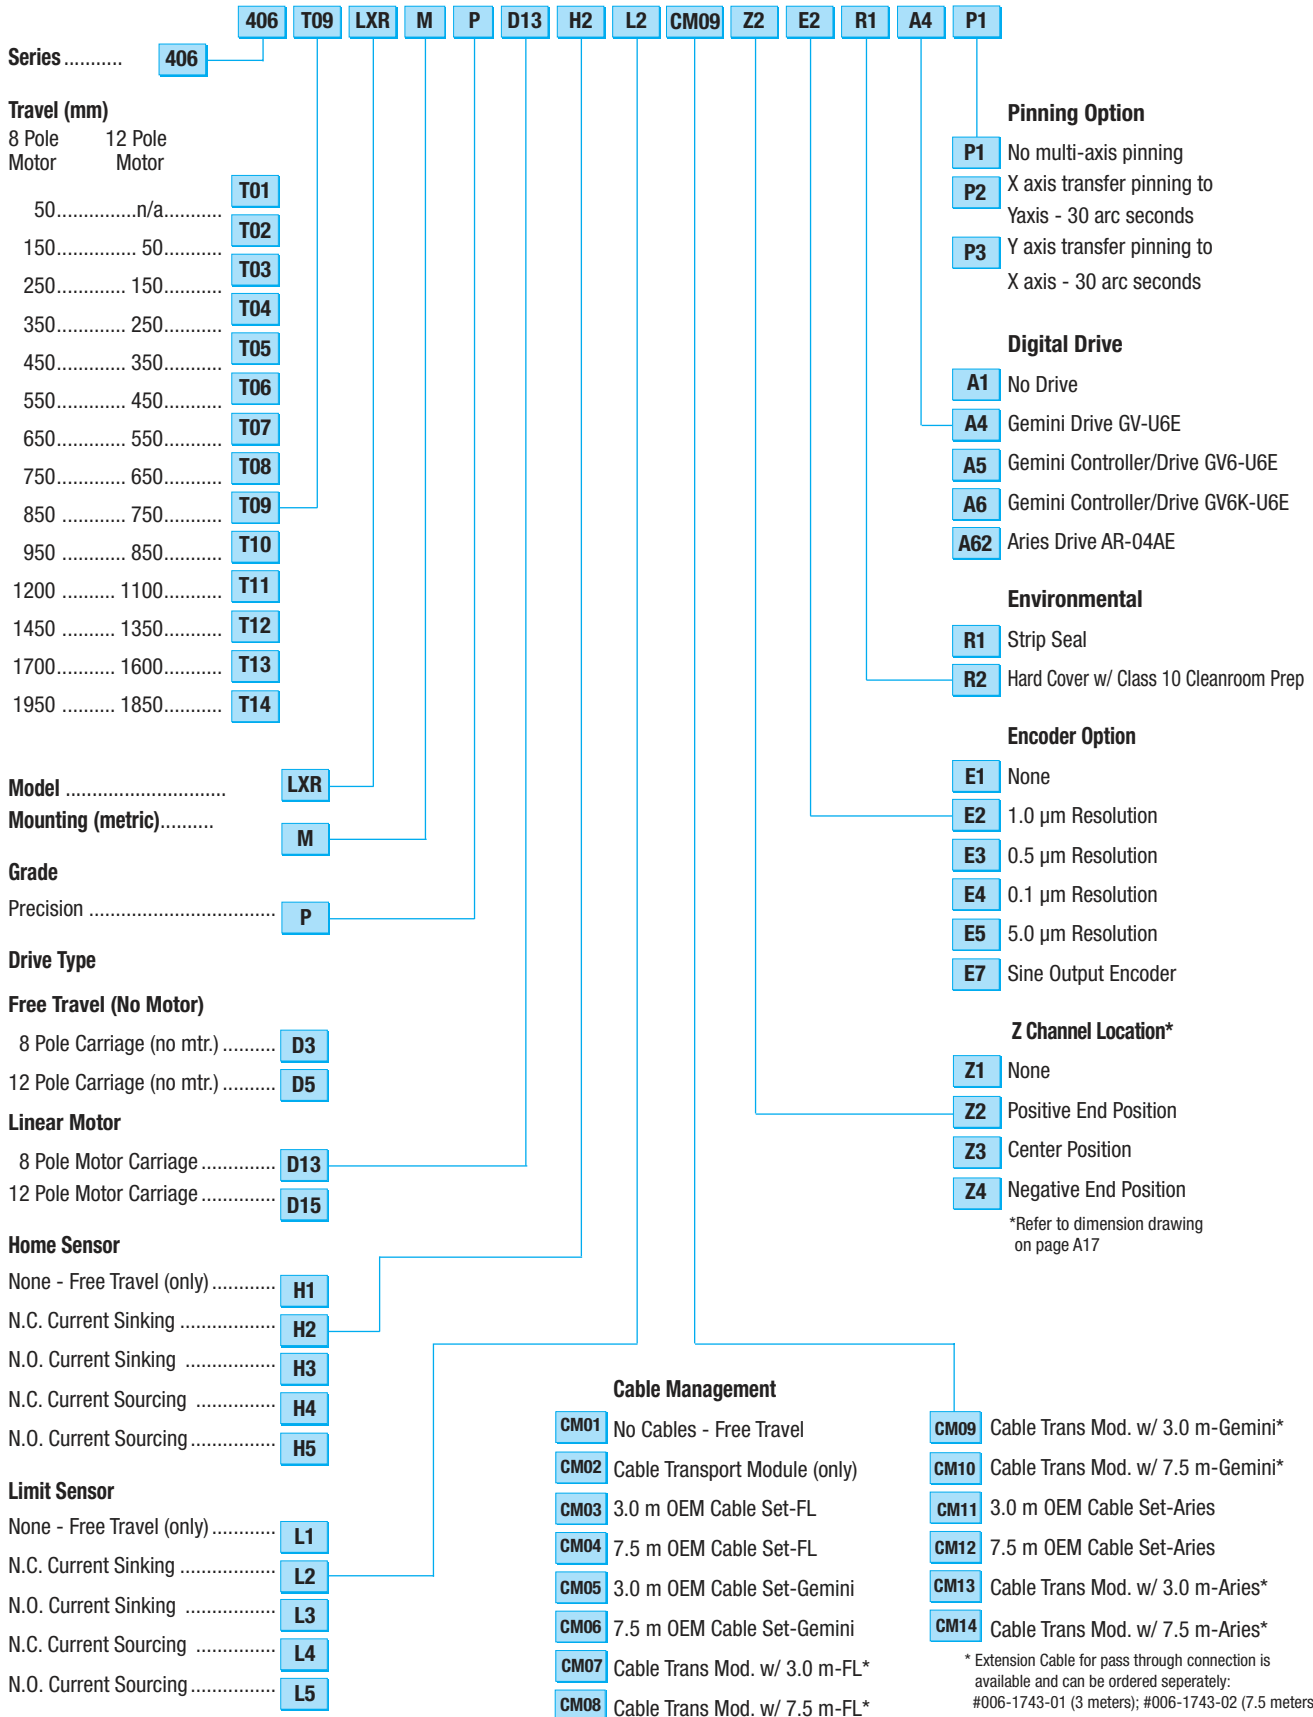 406 T09 LXR M P D13 H2 L2 CM09 Z2 E2 R1 A4 P1
Series ........... 406
Travel (mm)
8 Pole 12 Pole
Motor Motor
T01
50...............n/a...........
T02
150............... 50...........
T03
250............. 150...........
T04
350............. 250...........
T05
450............. 350...........
T06
550............. 450...........
T07
650............. 550...........
T08
750............. 650...........
T09
850 ............ 750...........
T10
950 ............. 850...........
T11
1200 .......... 1100...........
T12
1450 .......... 1350...........
T13
1700........... 1600...........
T14
1950 .......... 1850...........
Model .............................. LXR
Mounting (metric).......... M
Grade
Precision ................................... P
Drive Type
Free Travel (No Motor)
8 Pole Carriage (no mtr.) .......... D3
12 Pole Carriage (no mtr.) .......... D5
Linear Motor
8 Pole Motor Carriage .............. D13
12 Pole Motor Carriage .............. D15
Home Sensor
None - Free Travel (only) ............ H1
N.C. Current Sinking .................. H2
N.O. Current Sinking ................. H3
N.C. Current Sourcing ............... H4
N.O. Current Sourcing ................ H5
Limit Sensor
None - Free Travel (only) ............ L1
N.C. Current Sinking .................. L2
N.O. Current Sinking ................. L3
N.C. Current Sourcing ............... L4
N.O. Current Sourcing ................ L5
Pinning Option
P1 No multi-axis pinning
P2 X axis transfer pinning to
Yaxis - 30 arc seconds
P3 Y axis transfer pinning to
X axis - 30 arc seconds
Digital Drive
A1 No Drive
A4 Gemini Drive GV-U6E
A5 Gemini Controller/Drive GV6-U6E
A6 Gemini Controller/Drive GV6K-U6E
A62 Aries Drive AR-04AE
Environmental
R1 Strip Seal
R2 Hard Cover w/ Class 10 Cleanroom Prep
Encoder Option
E1 None
E2 1.0 µm Resolution
E3 0.5 µm Resolution
E4 0.1 µm Resolution
E5 5.0 µm Resolution
E7 Sine Output Encoder
Z Channel Location*
Z1 None
Z2 Positive End Position
Z3 Center Position
Z4 Negative End Position
*Refer to dimension drawing
on page A17
Cable Management
CM01 No Cables - Free Travel
CM02 Cable Transport Module (only)
CM03 3.0 m OEM Cable Set-FL
CM04 7.5 m OEM Cable Set-FL
CM05 3.0 m OEM Cable Set-Gemini
CM06 7.5 m OEM Cable Set-Gemini
CM07 Cable Trans Mod. w/ 3.0 m-FL*
CM08 Cable Trans Mod. w/ 7.5 m-FL*
CM09 Cable Trans Mod. w/ 3.0 m-Gemini*
CM10 Cable Trans Mod. w/ 7.5 m-Gemini*
CM11 3.0 m OEM Cable Set-Aries
CM12 7.5 m OEM Cable Set-Aries
CM13 Cable Trans Mod. w/ 3.0 m-Aries*
CM14 Cable Trans Mod. w/ 7.5 m-Aries*
* Extension Cable for pass through connection is
available and can be ordered seperately:
#006-1743-01 (3 meters); #006-1743-02 (7.5 meters